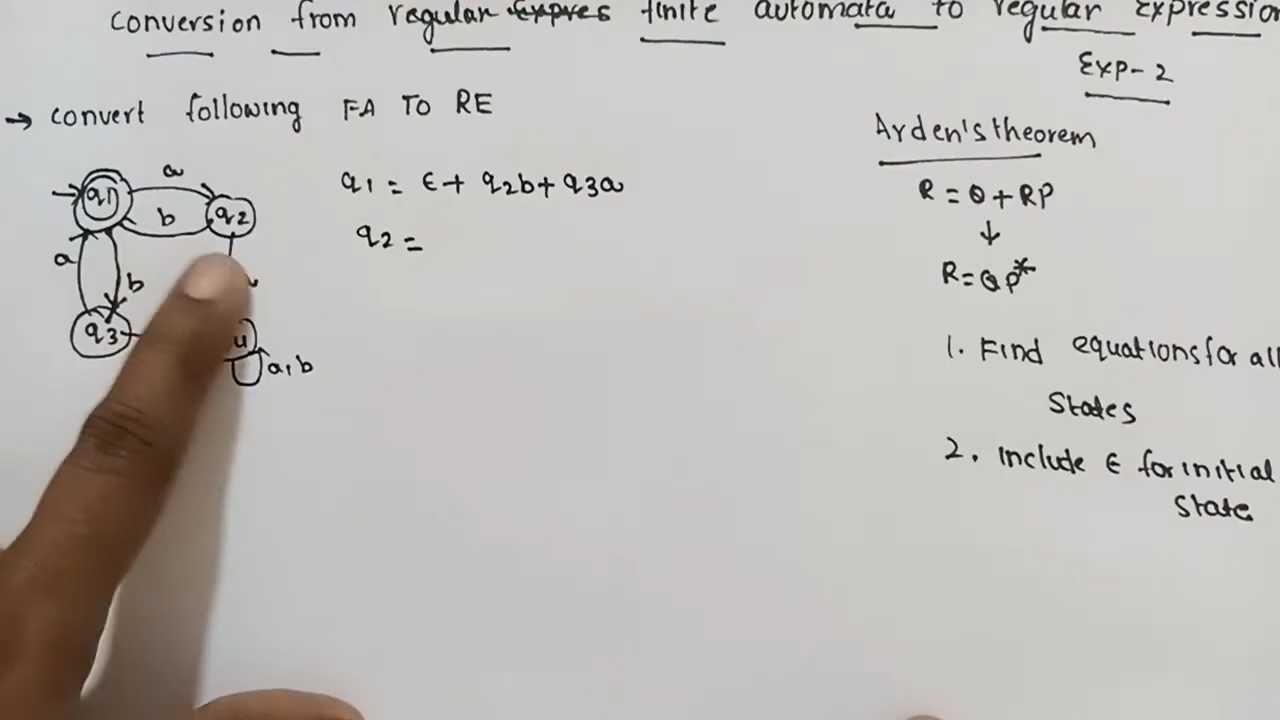 conversion from regular Expres finite automata to regular expression
Exp-2
→ convert following FA TO RE
Arden's theorem
R = Q + RP
↓
R = QP*
q1 = ε + q2b + q3a
q2 =
q1
a
b
q2
a
b
q3
a,b
1. Find equations for all
States
2. Include ε for initial
State